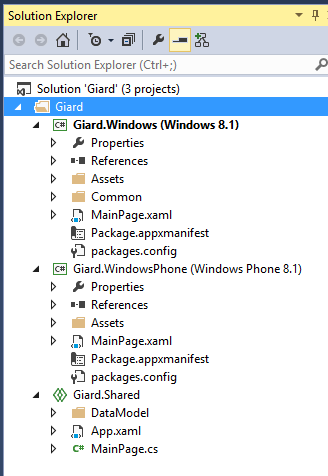 Solution Explorer
Search Solution Explorer (Ctrl+;)
Solution 'Giard' (3 projects)
Giard
Giard.Windows (Windows 8.1)
Properties
References
Assets
Common
MainPage.xaml
Package.appxmanifest
packages.config
Giard.WindowsPhone (Windows Phone 8.1)
Properties
References
Assets
MainPage.xaml
Package.appxmanifest
packages.config
Giard.Shared
DataModel
App.xaml
C# MainPage.cs